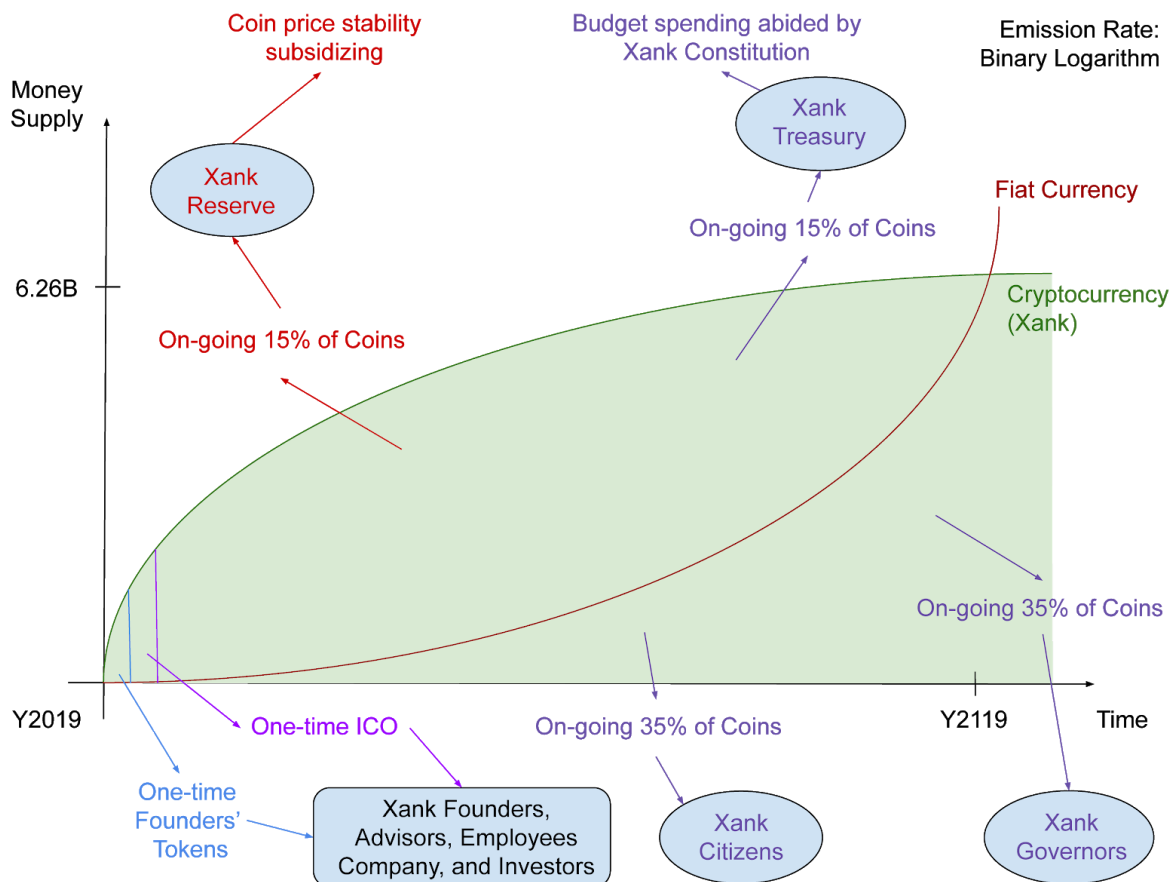 Coin price stability
subsidizing
Budget spending abided by
Xank Constitution
Emission Rate:
Binary Logarithm
Money
Supply
Xank
Reserve
Xank
Treasury
Fiat Currency
On-going 15% of Coins
6.26B
Cryptocurrency
(Xank)
On-going 15% of Coins
On-going 35% of Coins
Y2019
One-time ICO
On-going 35% of Coins
Y2119
Time
One-time
Founders’
Tokens
Xank Founders,
Advisors, Employees
Company, and Investors
Xank
Citizens
Xank
Governors